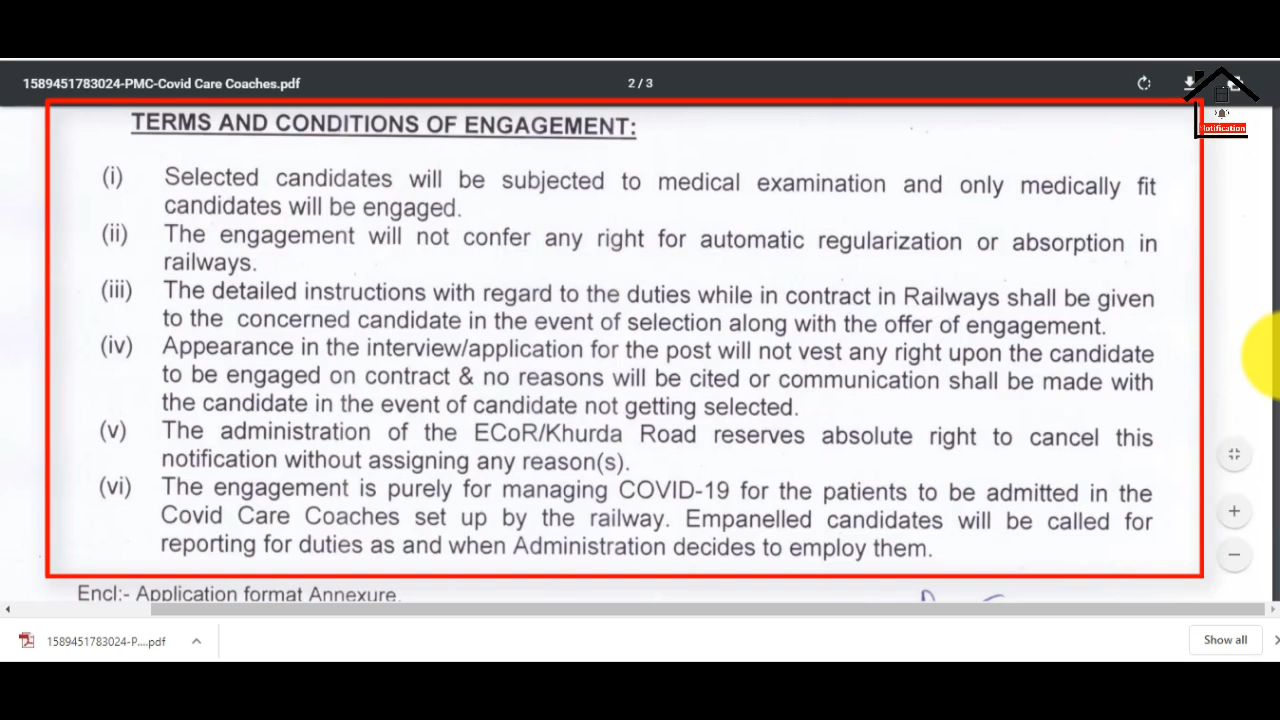 1589451783024-PMC-Covid Care Coaches.pdf 2 / 3
TERMS AND CONDITIONS OF ENGAGEMENT:
(i) Selected candidates will be subjected to medical examination and only medically fit
candidates will be engaged.
(ii) The engagement will not confer any right for automatic regularization or absorption in
railways.
(iii) The detailed instructions with regard to the duties while in contract in Railways shall be given
to the concerned candidate in the event of selection along with the offer of engagement.
(iv) Appearance in the interview/application for the post will not vest any right upon the candidate
to be engaged on contract & no reasons will be cited or communication shall be made with
the candidate in the event of candidate not getting selected.
(v) The administration of the ECoR/Khurda Road reserves absolute right to cancel this
notification without assigning any reason(s).
(vi) The engagement is purely for managing COVID-19 for the patients to be admitted in the
Covid Care Coaches set up by the railway. Empanelled candidates will be called for
reporting for duties as and when Administration decides to employ them.
Encl:- Application format Annexure.
1589451783024-P....pdf
Show all
Notification